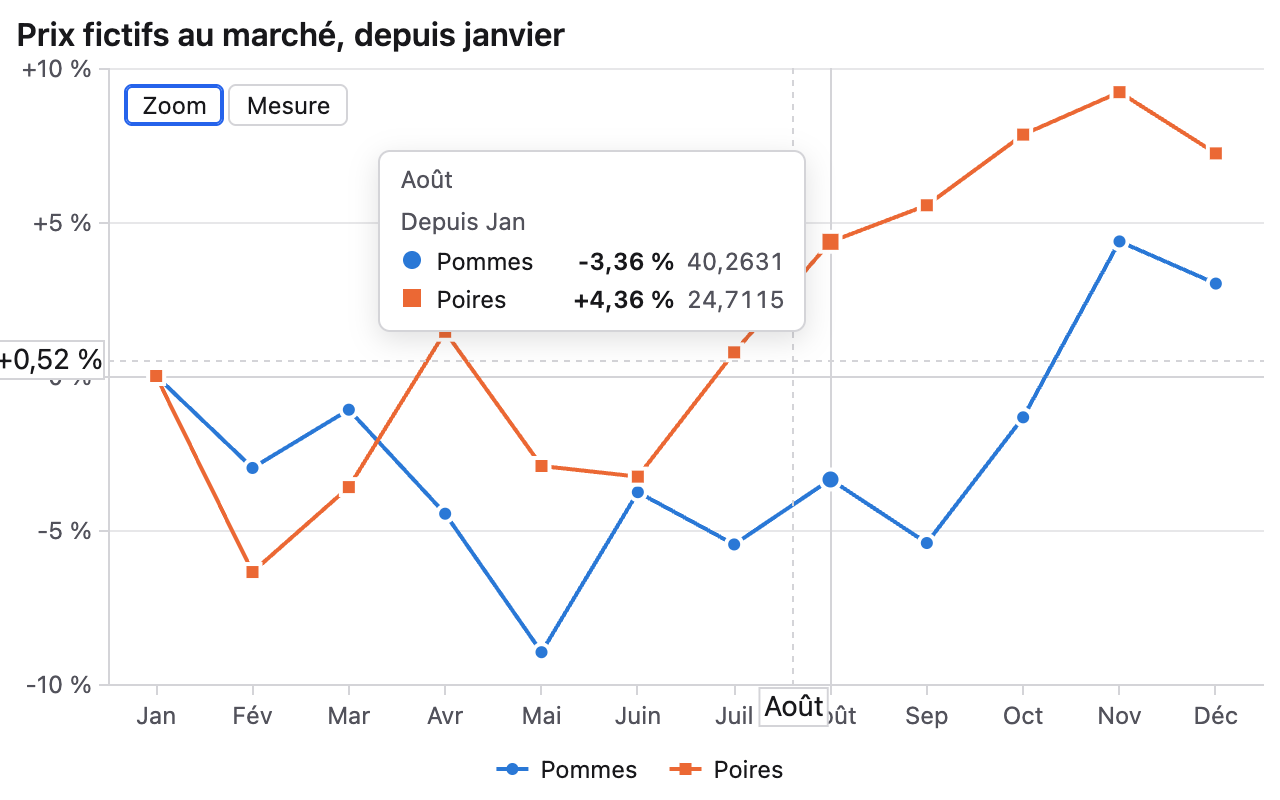 Prix fictifs au marché, depuis janvier
+10 %
Zoom Mesure
Août
Depuis Jan
Pommes -3,36 % 40,2631
Poires +4,36 % 24,7115
+5 %
+0,52 %
-5 %
-10 %
Jan Fév Mar Avr Mai Juin Juil Août Sep Oct Nov Déc
Pommes Poires